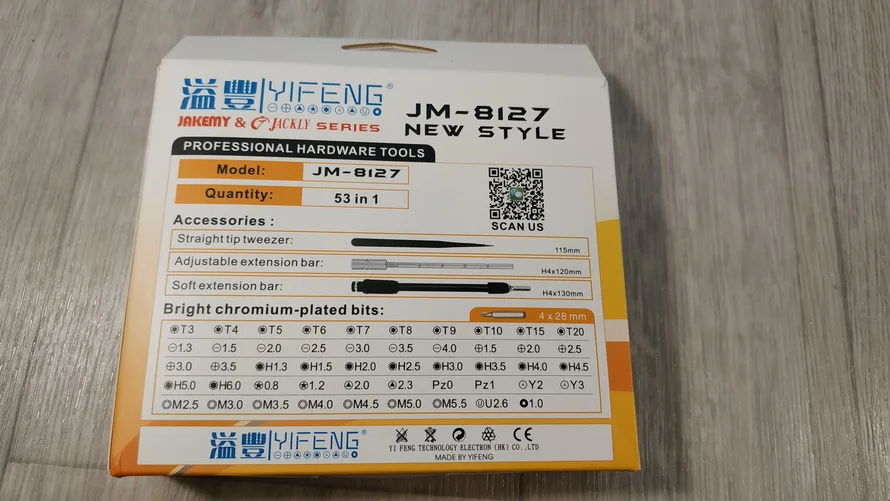 溢豐 YIFENG®
JAKEMY & JACKLY SERIES
JM-8127
NEW STYLE
PROFESSIONAL HARDWARE TOOLS
Model: JM-8127
Quantity: 53 in 1
SCAN US
Accessories :
Straight tip tweezer: 115mm
Adjustable extension bar: H4x120mm
Soft extension bar: H4x130mm
Bright chromium-plated bits: 4 x 28 mm
T3 T4 T5 T6 T7 T8 T9 T10 T15 T20
⊖1.3 ⊖1.5 ⊖2.0 ⊖2.5 ⊖3.0 ⊖3.5 ⊖4.0 ⊕1.5 ⊕2.0 ⊕2.5
⊕3.0 ⊕3.5 H1.3 H1.5 H2.0 H2.5 H3.0 H3.5 H4.0 H4.5
H5.0 H6.0 0.8 1.2 2.0 2.3 Pz0 Pz1 Y2 Y3
M2.5 M3.0 M3.5 M4.0 M4.5 M5.0 M5.5 U2.6 1.0
溢豐 YIFENG®
CE
YI FENG TECHNOLOGY ELECTRON (HK) CO.,LTD
MADE BY YIFENG